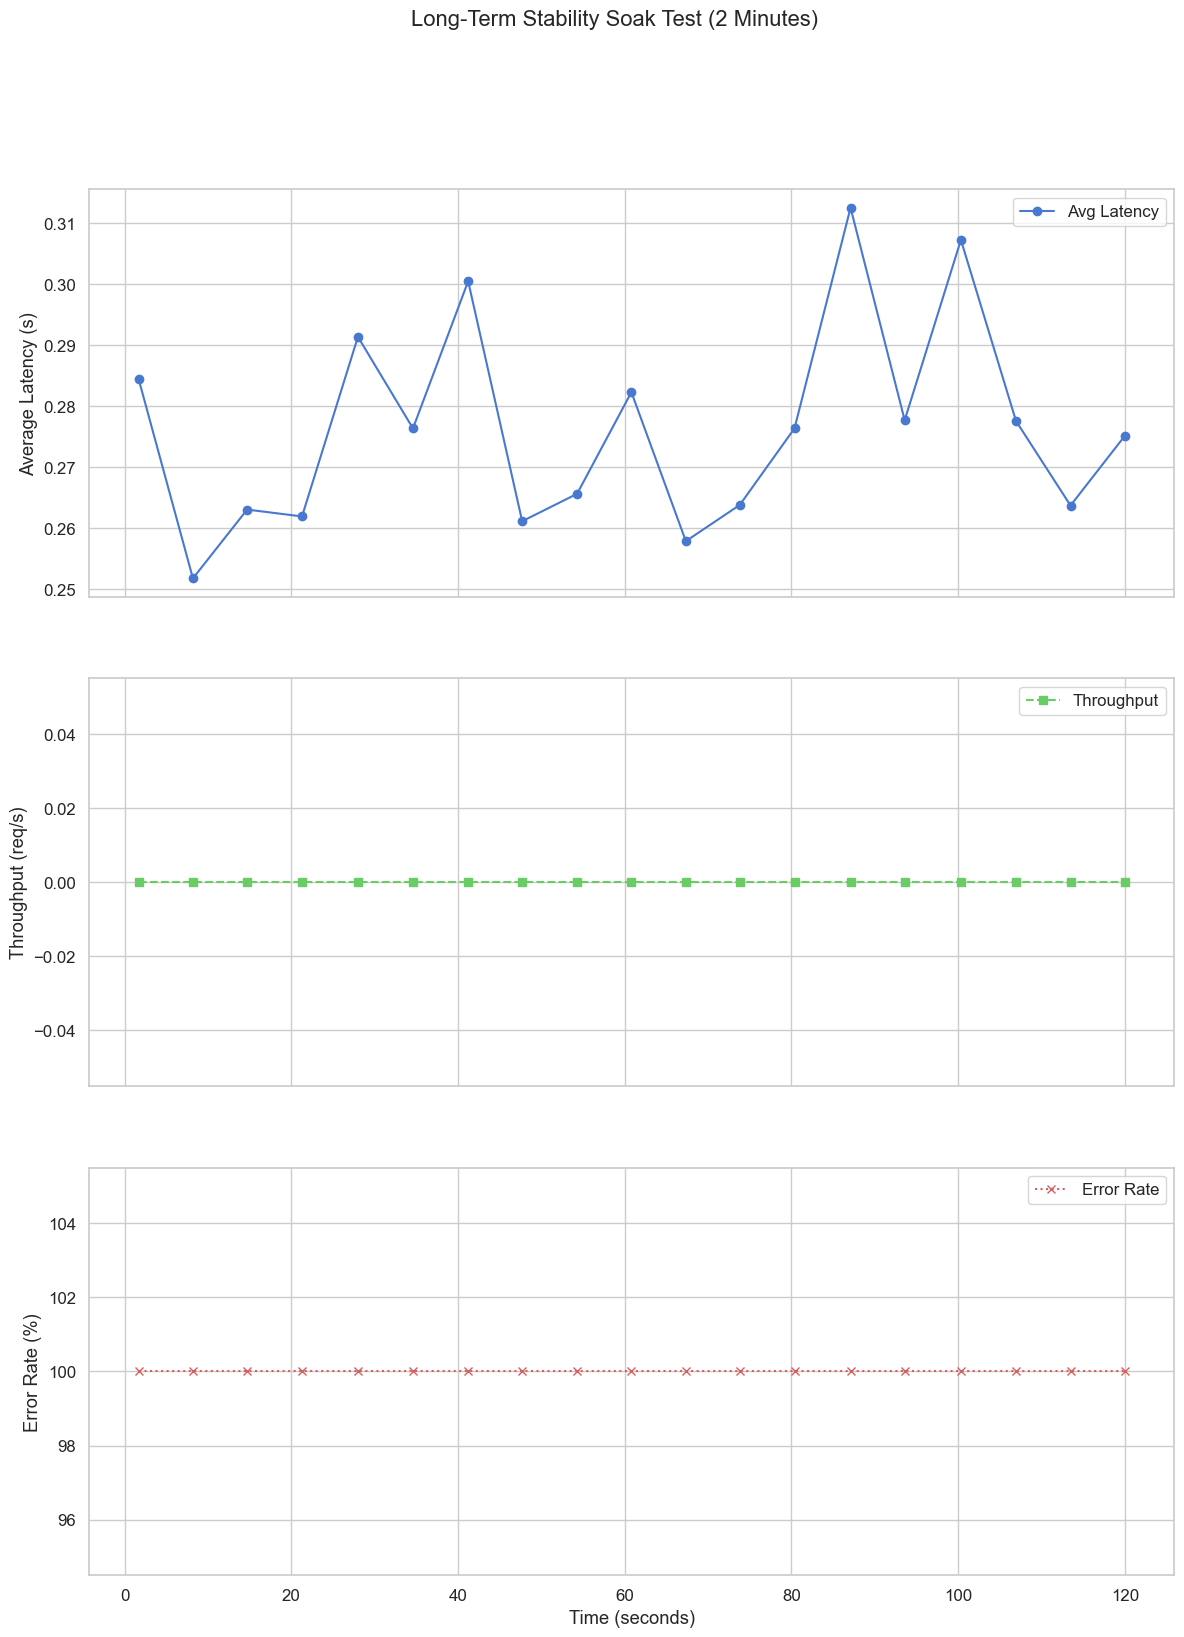 Long-Term Stability Soak Test (2 Minutes)
Avg Latency
Average Latency (s)
0.31
0.30
0.29
0.28
0.27
0.26
0.25
Throughput
Throughput (req/s)
0.04
0.02
0.00
−0.02
−0.04
Error Rate
Error Rate (%)
104
102
100
98
96
0 20 40 60 80 100 120
Time (seconds)